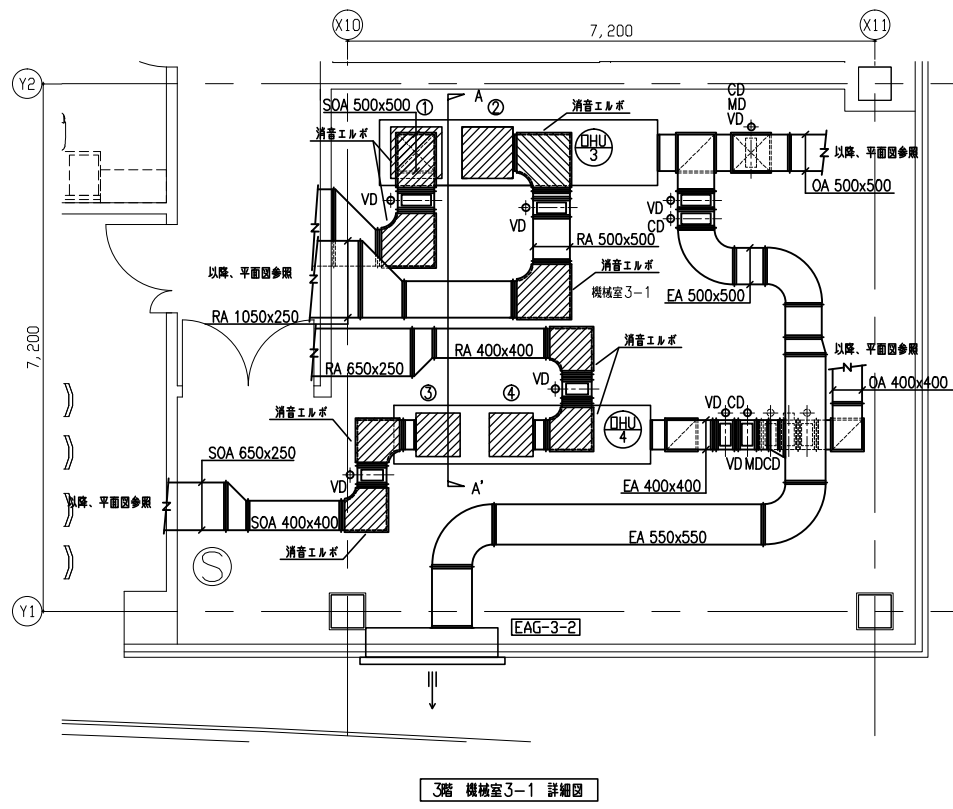 X10
7,200
X11
Y2
SOA 500x500
①
A
②
消音エルボ
消音エルボ
CD
MD
VD
OHU
3
以降、平面図参照
OA 500x500
VD
VD
VD
CD
RA 500x500
以降、平面図参照
消音エルボ
機械室3-1
EA 500x500
RA 1050x250
7,200
RA 650x250
RA 400x400
消音エルボ
以降、平面図参照
VD
OA 400x400
③
④
消音エルボ
OHU
4
VD CD
SOA 650x250
VD
VD MDCD
以降、平面図参照
A'
EA 400x400
SOA 400x400
EA 550x550
消音エルボ
S
Y1
EAG-3-2
3階 機械室3-1 詳細図